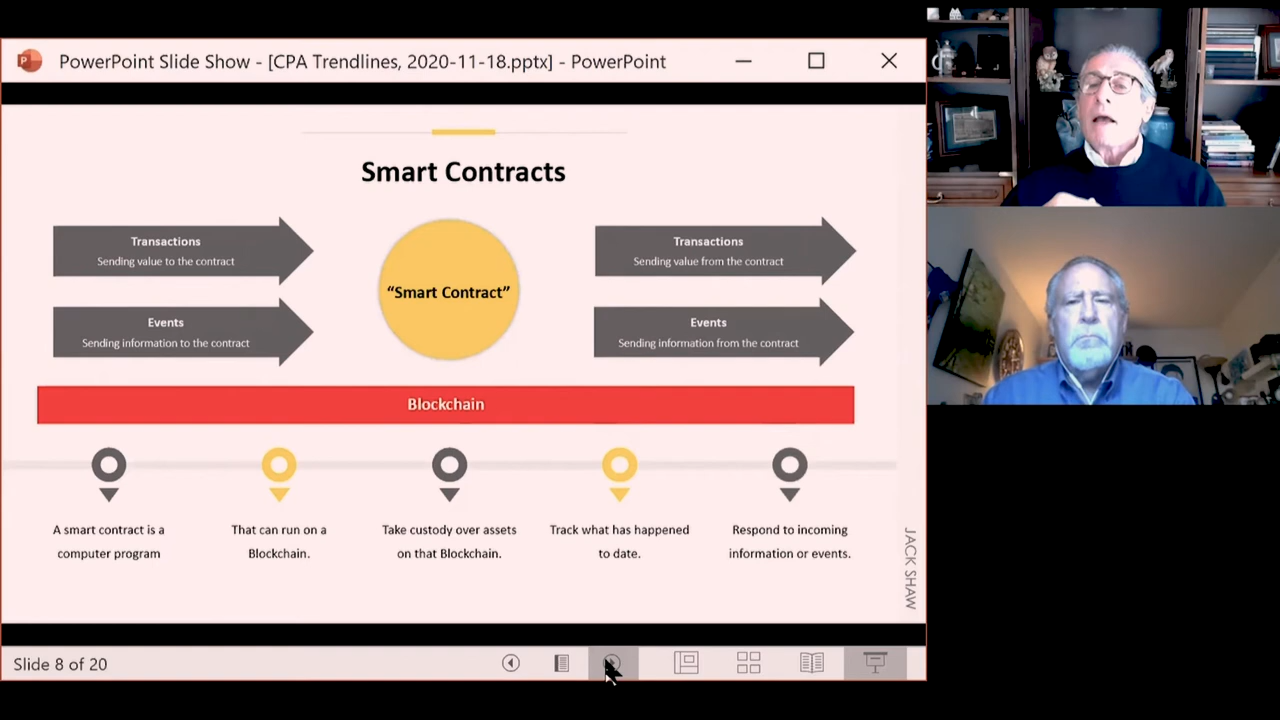 PowerPoint Slide Show - [CPA Trendlines, 2020-11-18.pptx] - PowerPoint
Smart Contracts
Transactions
Sending value to the contract
Events
Sending information to the contract
“Smart Contract”
Transactions
Sending value from the contract
Events
Sending information from the contract
Blockchain
A smart contract is a
computer program
That can run on a
Blockchain.
Take custody over assets
on that Blockchain.
Track what has happened
to date.
Respond to incoming
information or events.
JACK SHAW
Slide 8 of 20